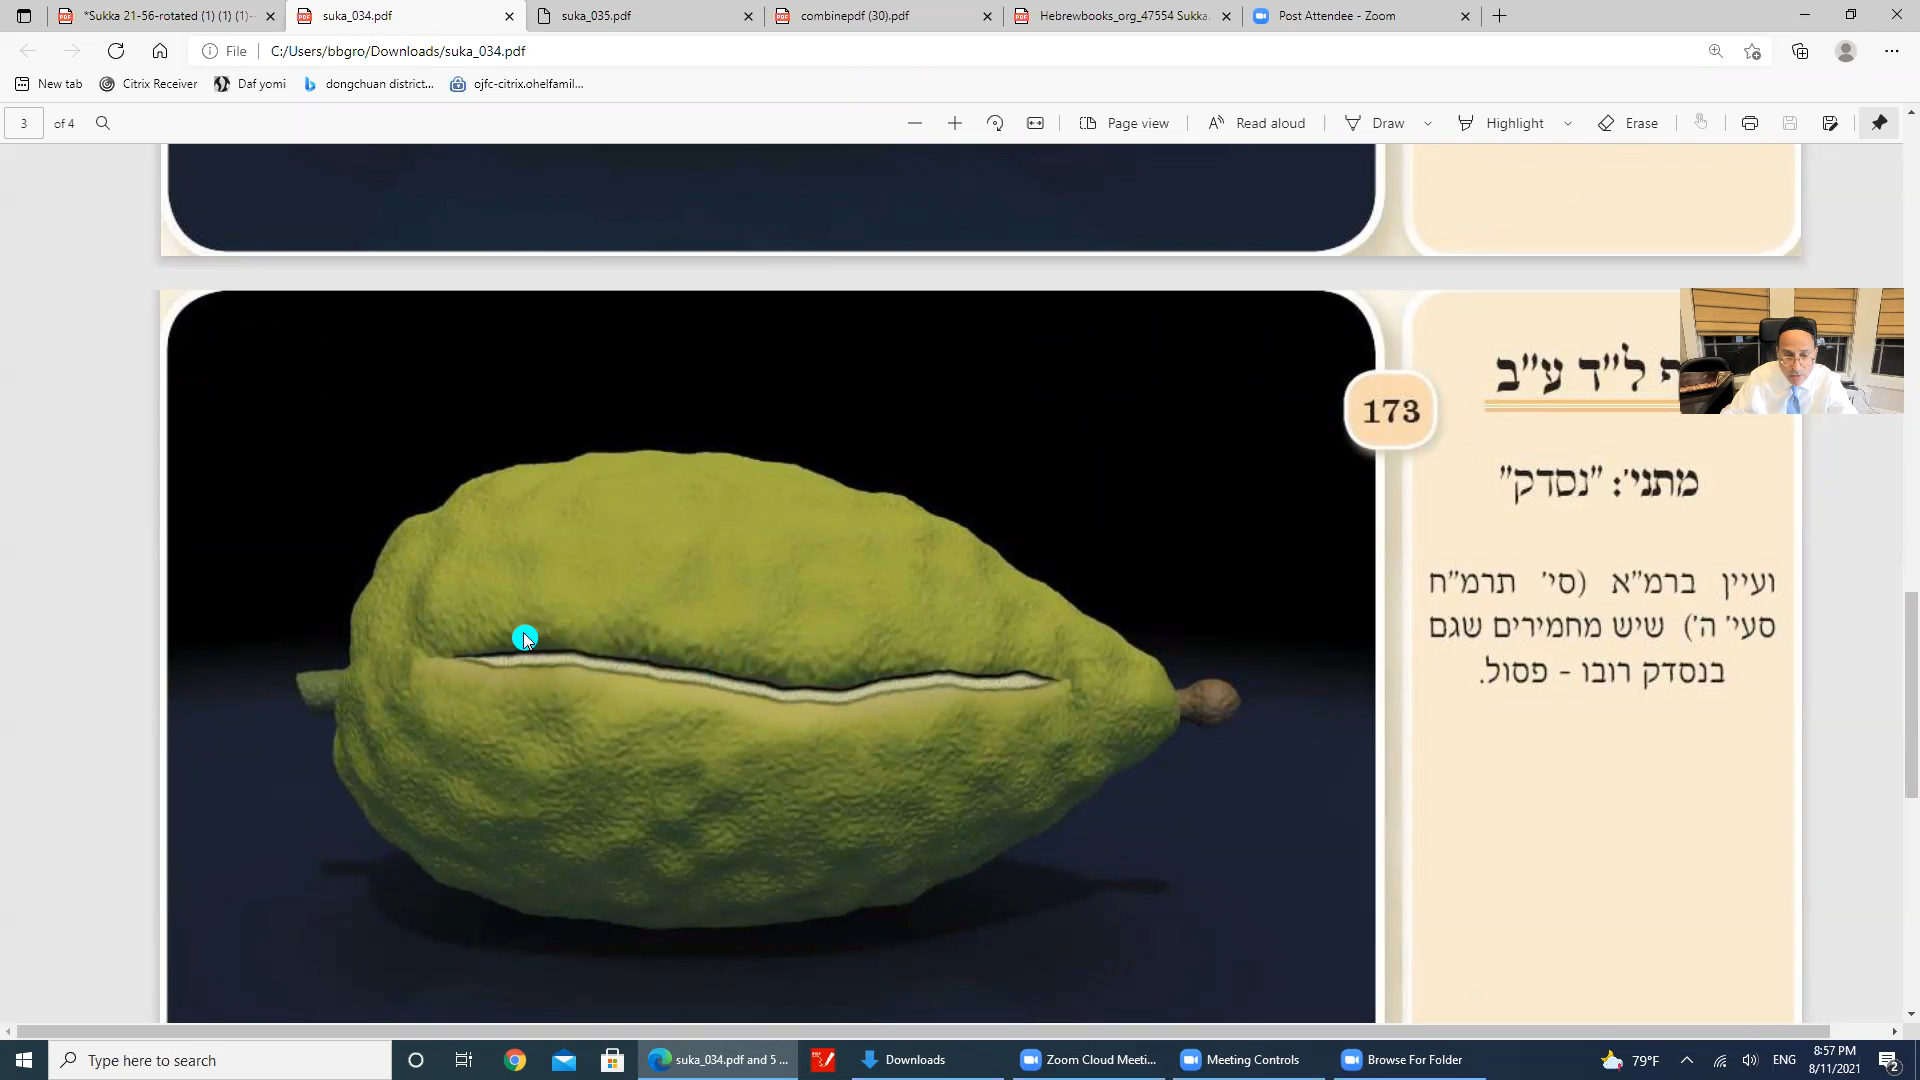 *Sukka 21-56-rotated (1) (1) (1)-
suka_034.pdf
suka_035.pdf
combinepdf (30).pdf
Hebrewbooks_org_47554 Sukka.
Post Attendee - Zoom
File
C:/Users/bbgro/Downloads/suka_034.pdf
New tab
Citrix Receiver
Daf yomi
dongchuan district...
ojfc-citrix.ohelfamil...
3 of 4
Page view
Read aloud
Draw
Highlight
Erase
ל״ד ע״ב
173
מתני׳: ״נסדק״
ועיין ברמ״א (סי׳ תרמ״ח
סעי׳ ה׳) שיש מחמירים שגם
בנסדק רובו - פסול.
Type here to search
suka_034.pdf and 5 ...
Downloads
Zoom Cloud Meeti...
Meeting Controls
Browse For Folder
79°F
ENG
8:57 PM
8/11/2021
2